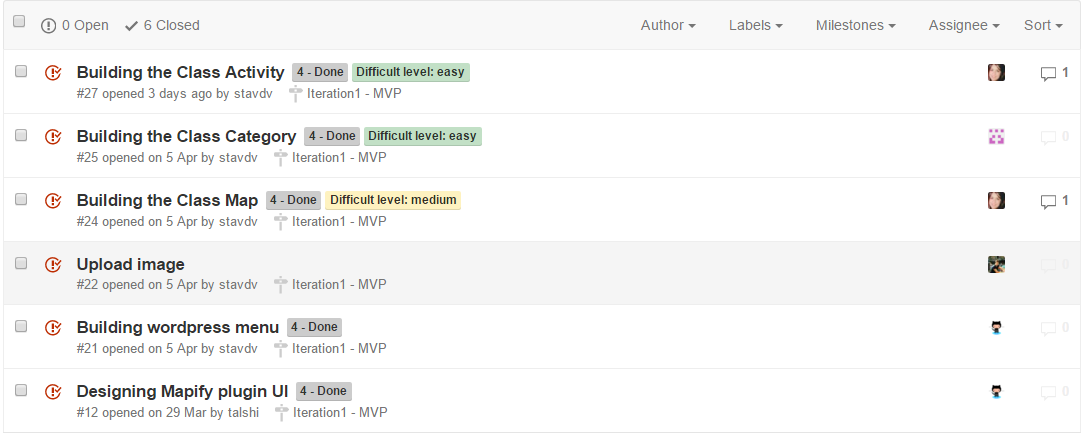 0 Open 6 Closed Author Labels Milestones Assignee Sort
Building the Class Activity 4 - Done Difficult level: easy 1
#27 opened 3 days ago by stavdv Iteration1 - MVP
Building the Class Category 4 - Done Difficult level: easy 0
#25 opened on 5 Apr by stavdv Iteration1 - MVP
Building the Class Map 4 - Done Difficult level: medium 1
#24 opened on 5 Apr by stavdv Iteration1 - MVP
Upload image 0
#22 opened on 5 Apr by stavdv Iteration1 - MVP
Building wordpress menu 4 - Done 0
#21 opened on 5 Apr by stavdv Iteration1 - MVP
Designing Mapify plugin UI 4 - Done 0
#12 opened on 29 Mar by talshi Iteration1 - MVP